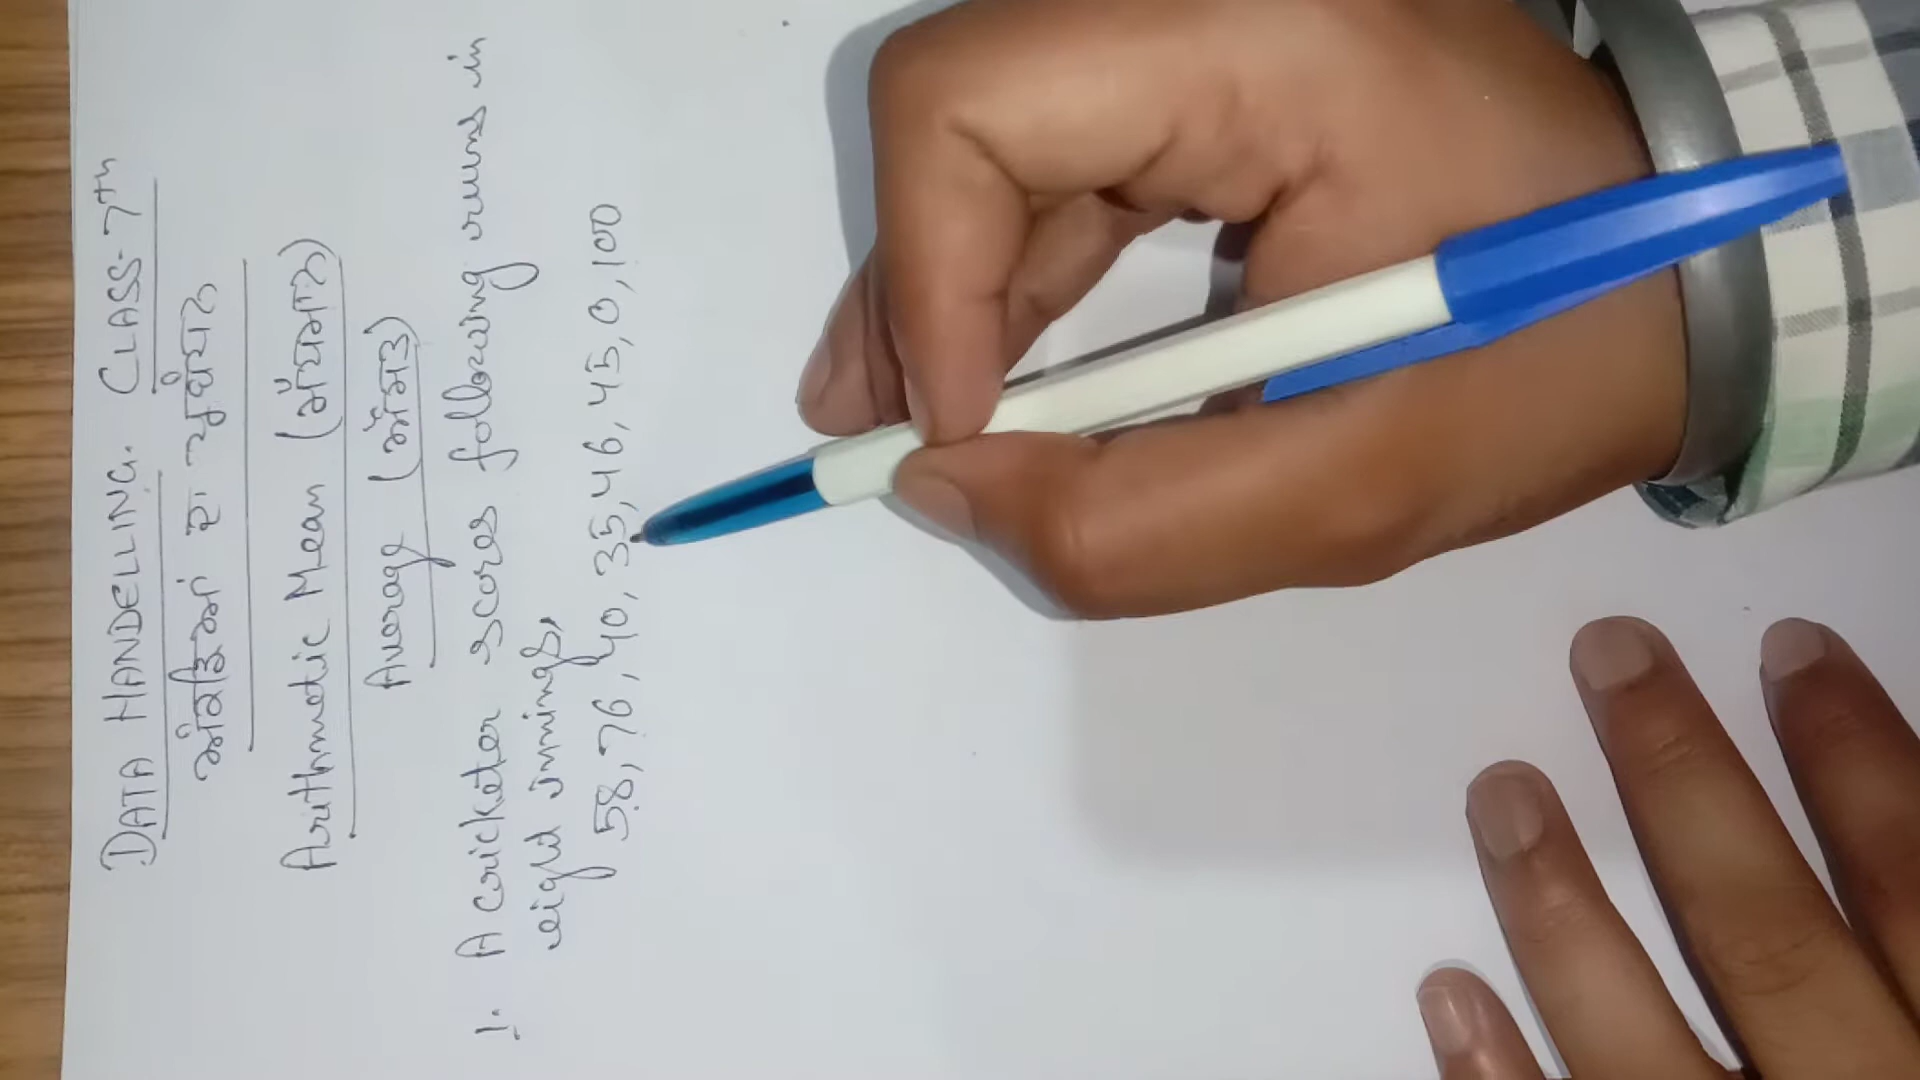 DATA HANDELLING. CLASS-7th
ਅੰਕੜਿਆਂ ਦਾ ਪ੍ਰਬੰਧਨ
Arithmetic Mean (ਮੱਧਮਾਨ)
Average (ਔਸਤ)
1. A cricketer scores following runs in
eight innings,
58, 76, 40, 35, 46, 45, 0, 100